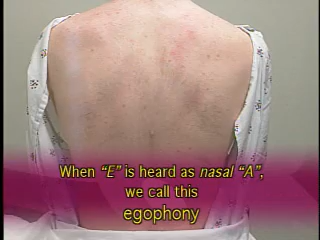 When “E” is heard as nasal “A”,
we call this
egophony